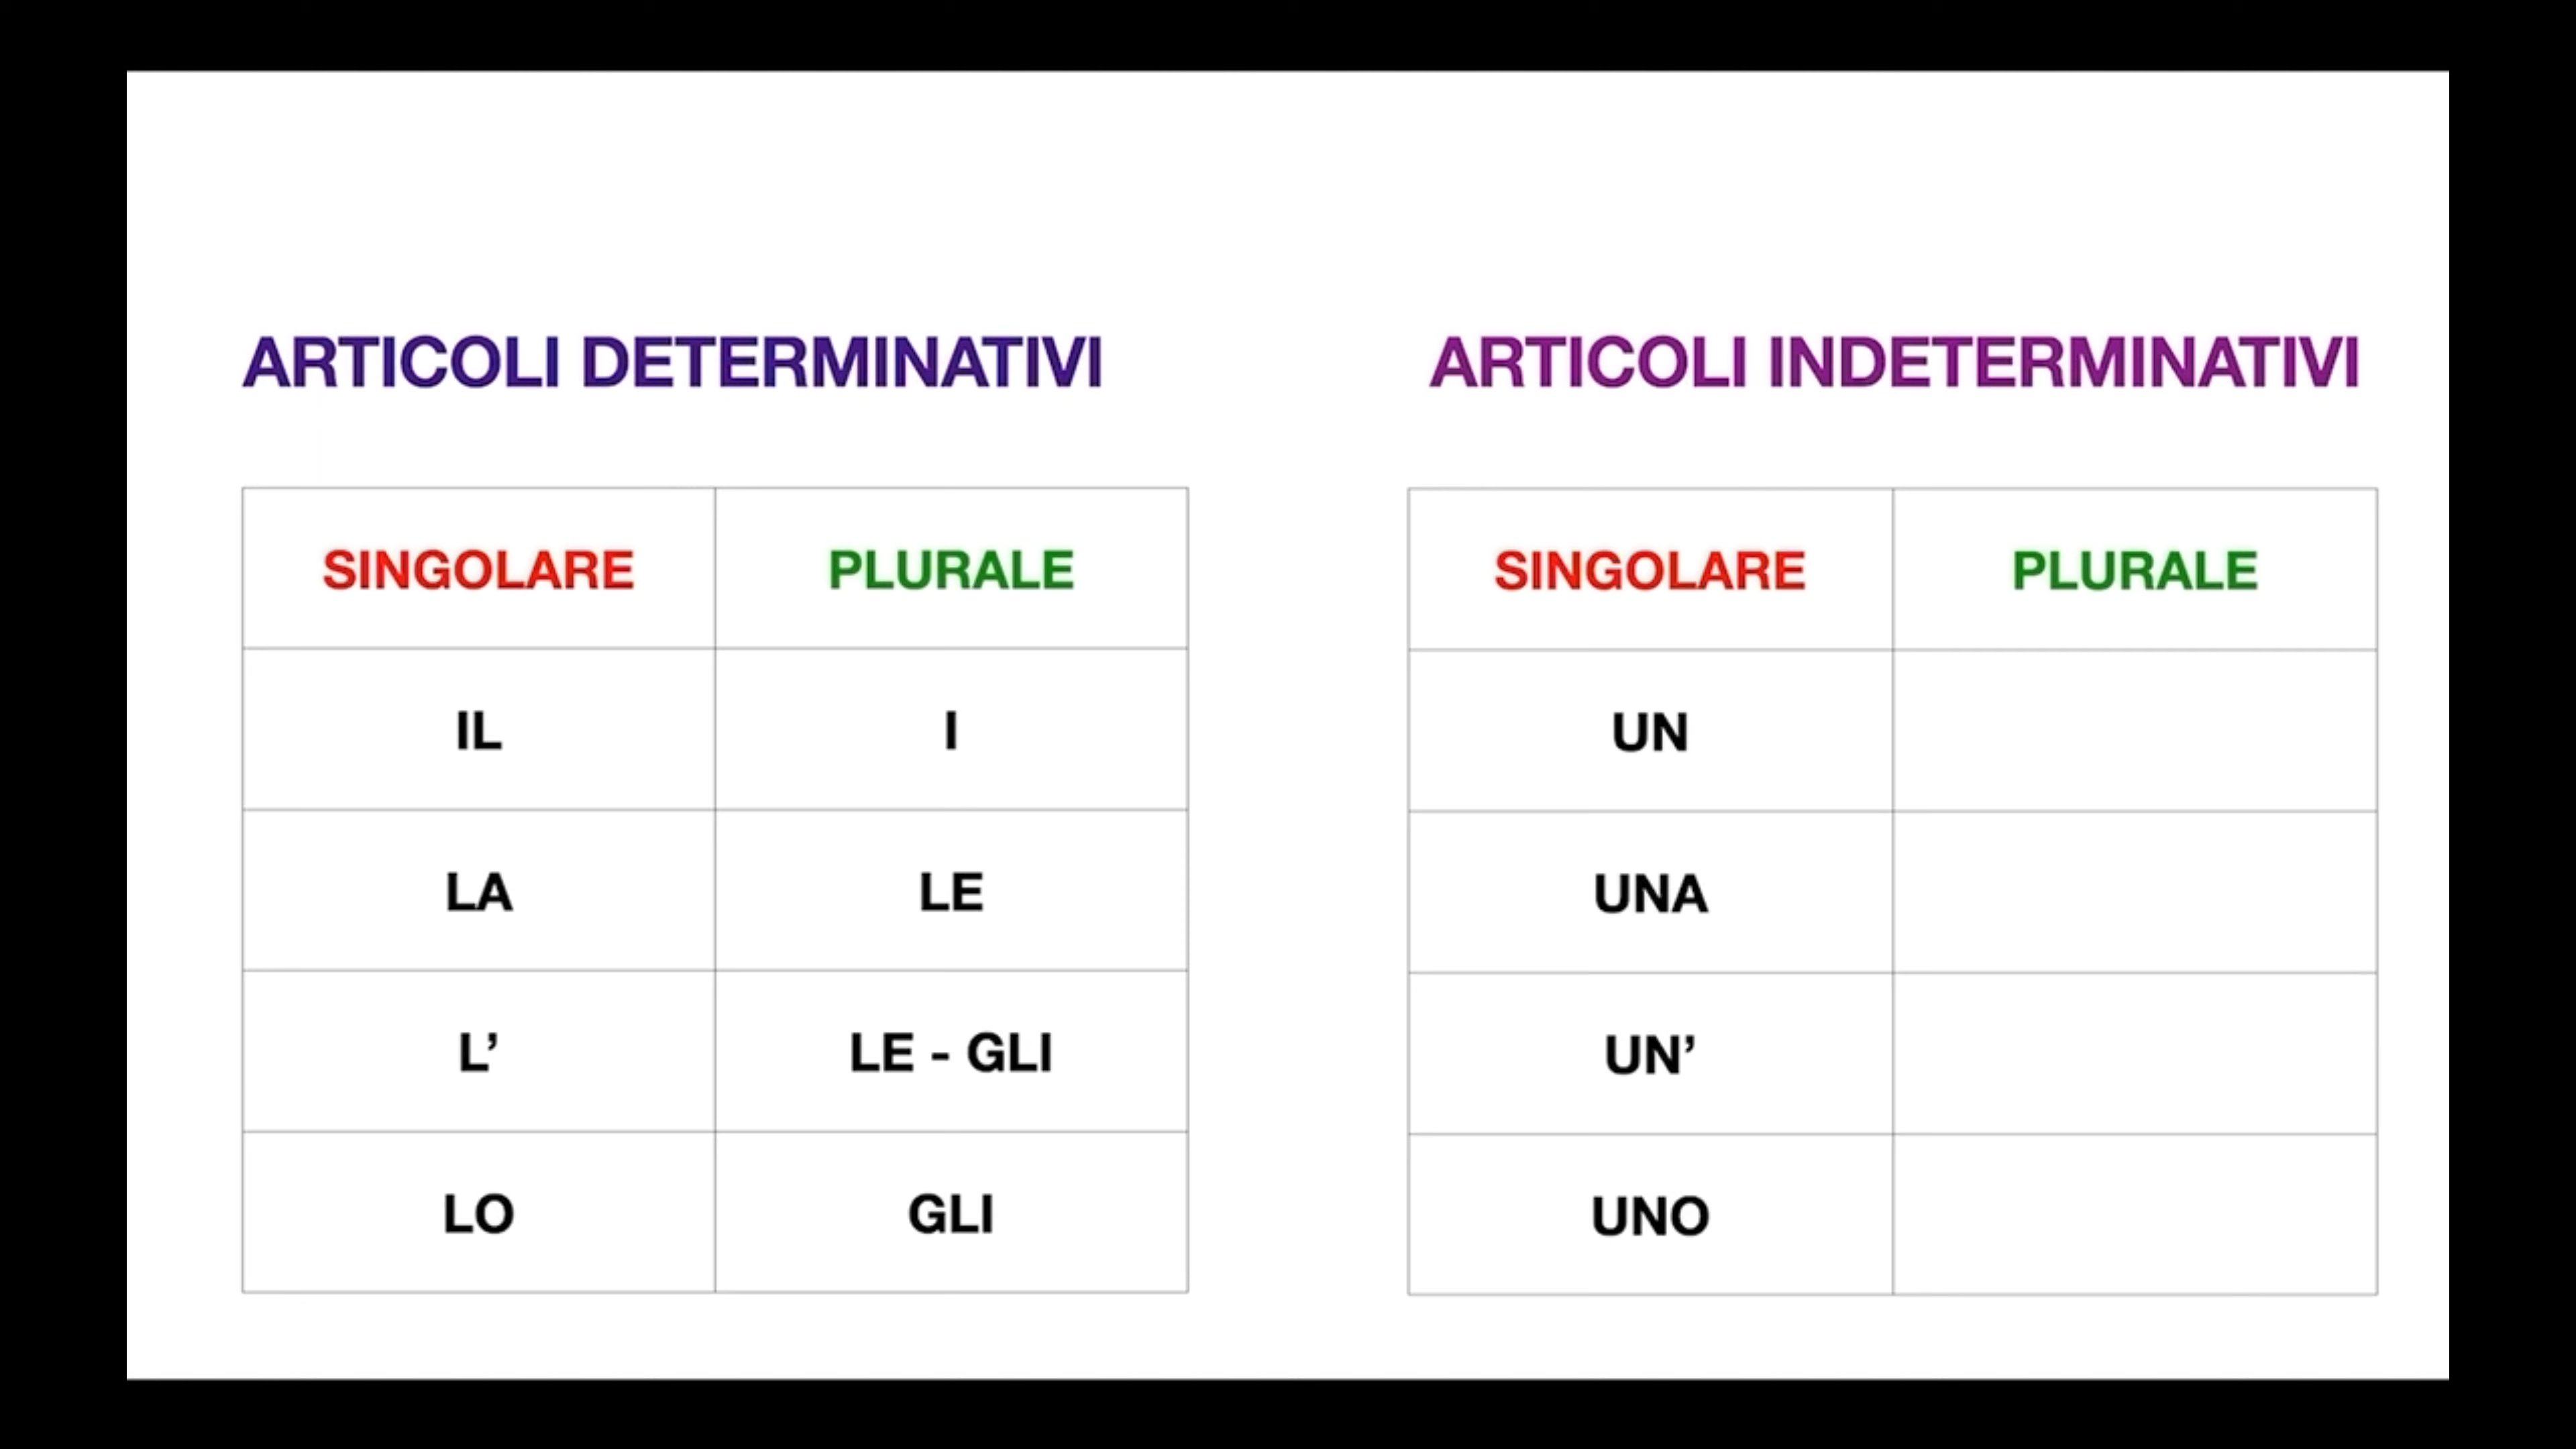 ARTICOLI DETERMINATIVI
SINGOLARE PLURALE
IL I
LA LE
L’ LE - GLI
LO GLI
ARTICOLI INDETERMINATIVI
SINGOLARE PLURALE
UN
UNA
UN’
UNO